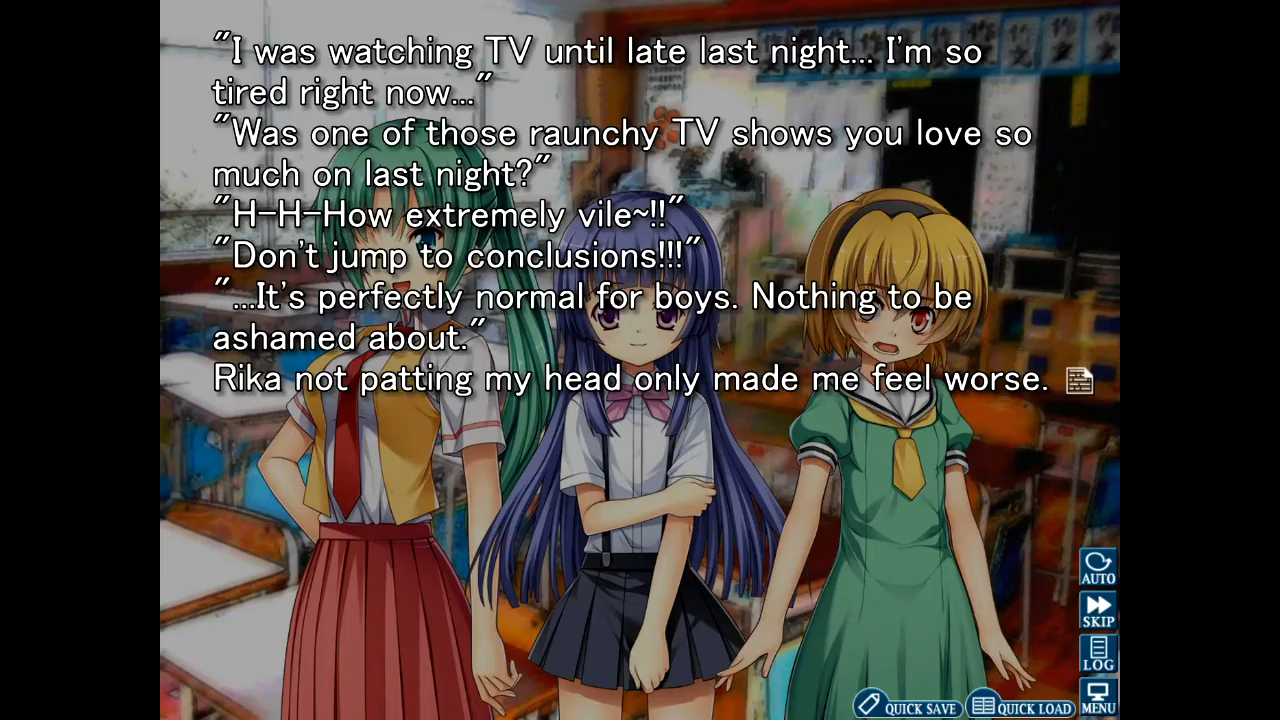 "I was watching TV until late last night... I'm so
tired right now..."
"Was one of those raunchy TV shows you love so
much on last night?"
"H-H-How extremely vile~!!"
"Don't jump to conclusions!!!"
"...It's perfectly normal for boys. Nothing to be
ashamed about."
Rika not patting my head only made me feel worse.
AUTO
SKIP
LOG
MENU
QUICK SAVE
QUICK LOAD